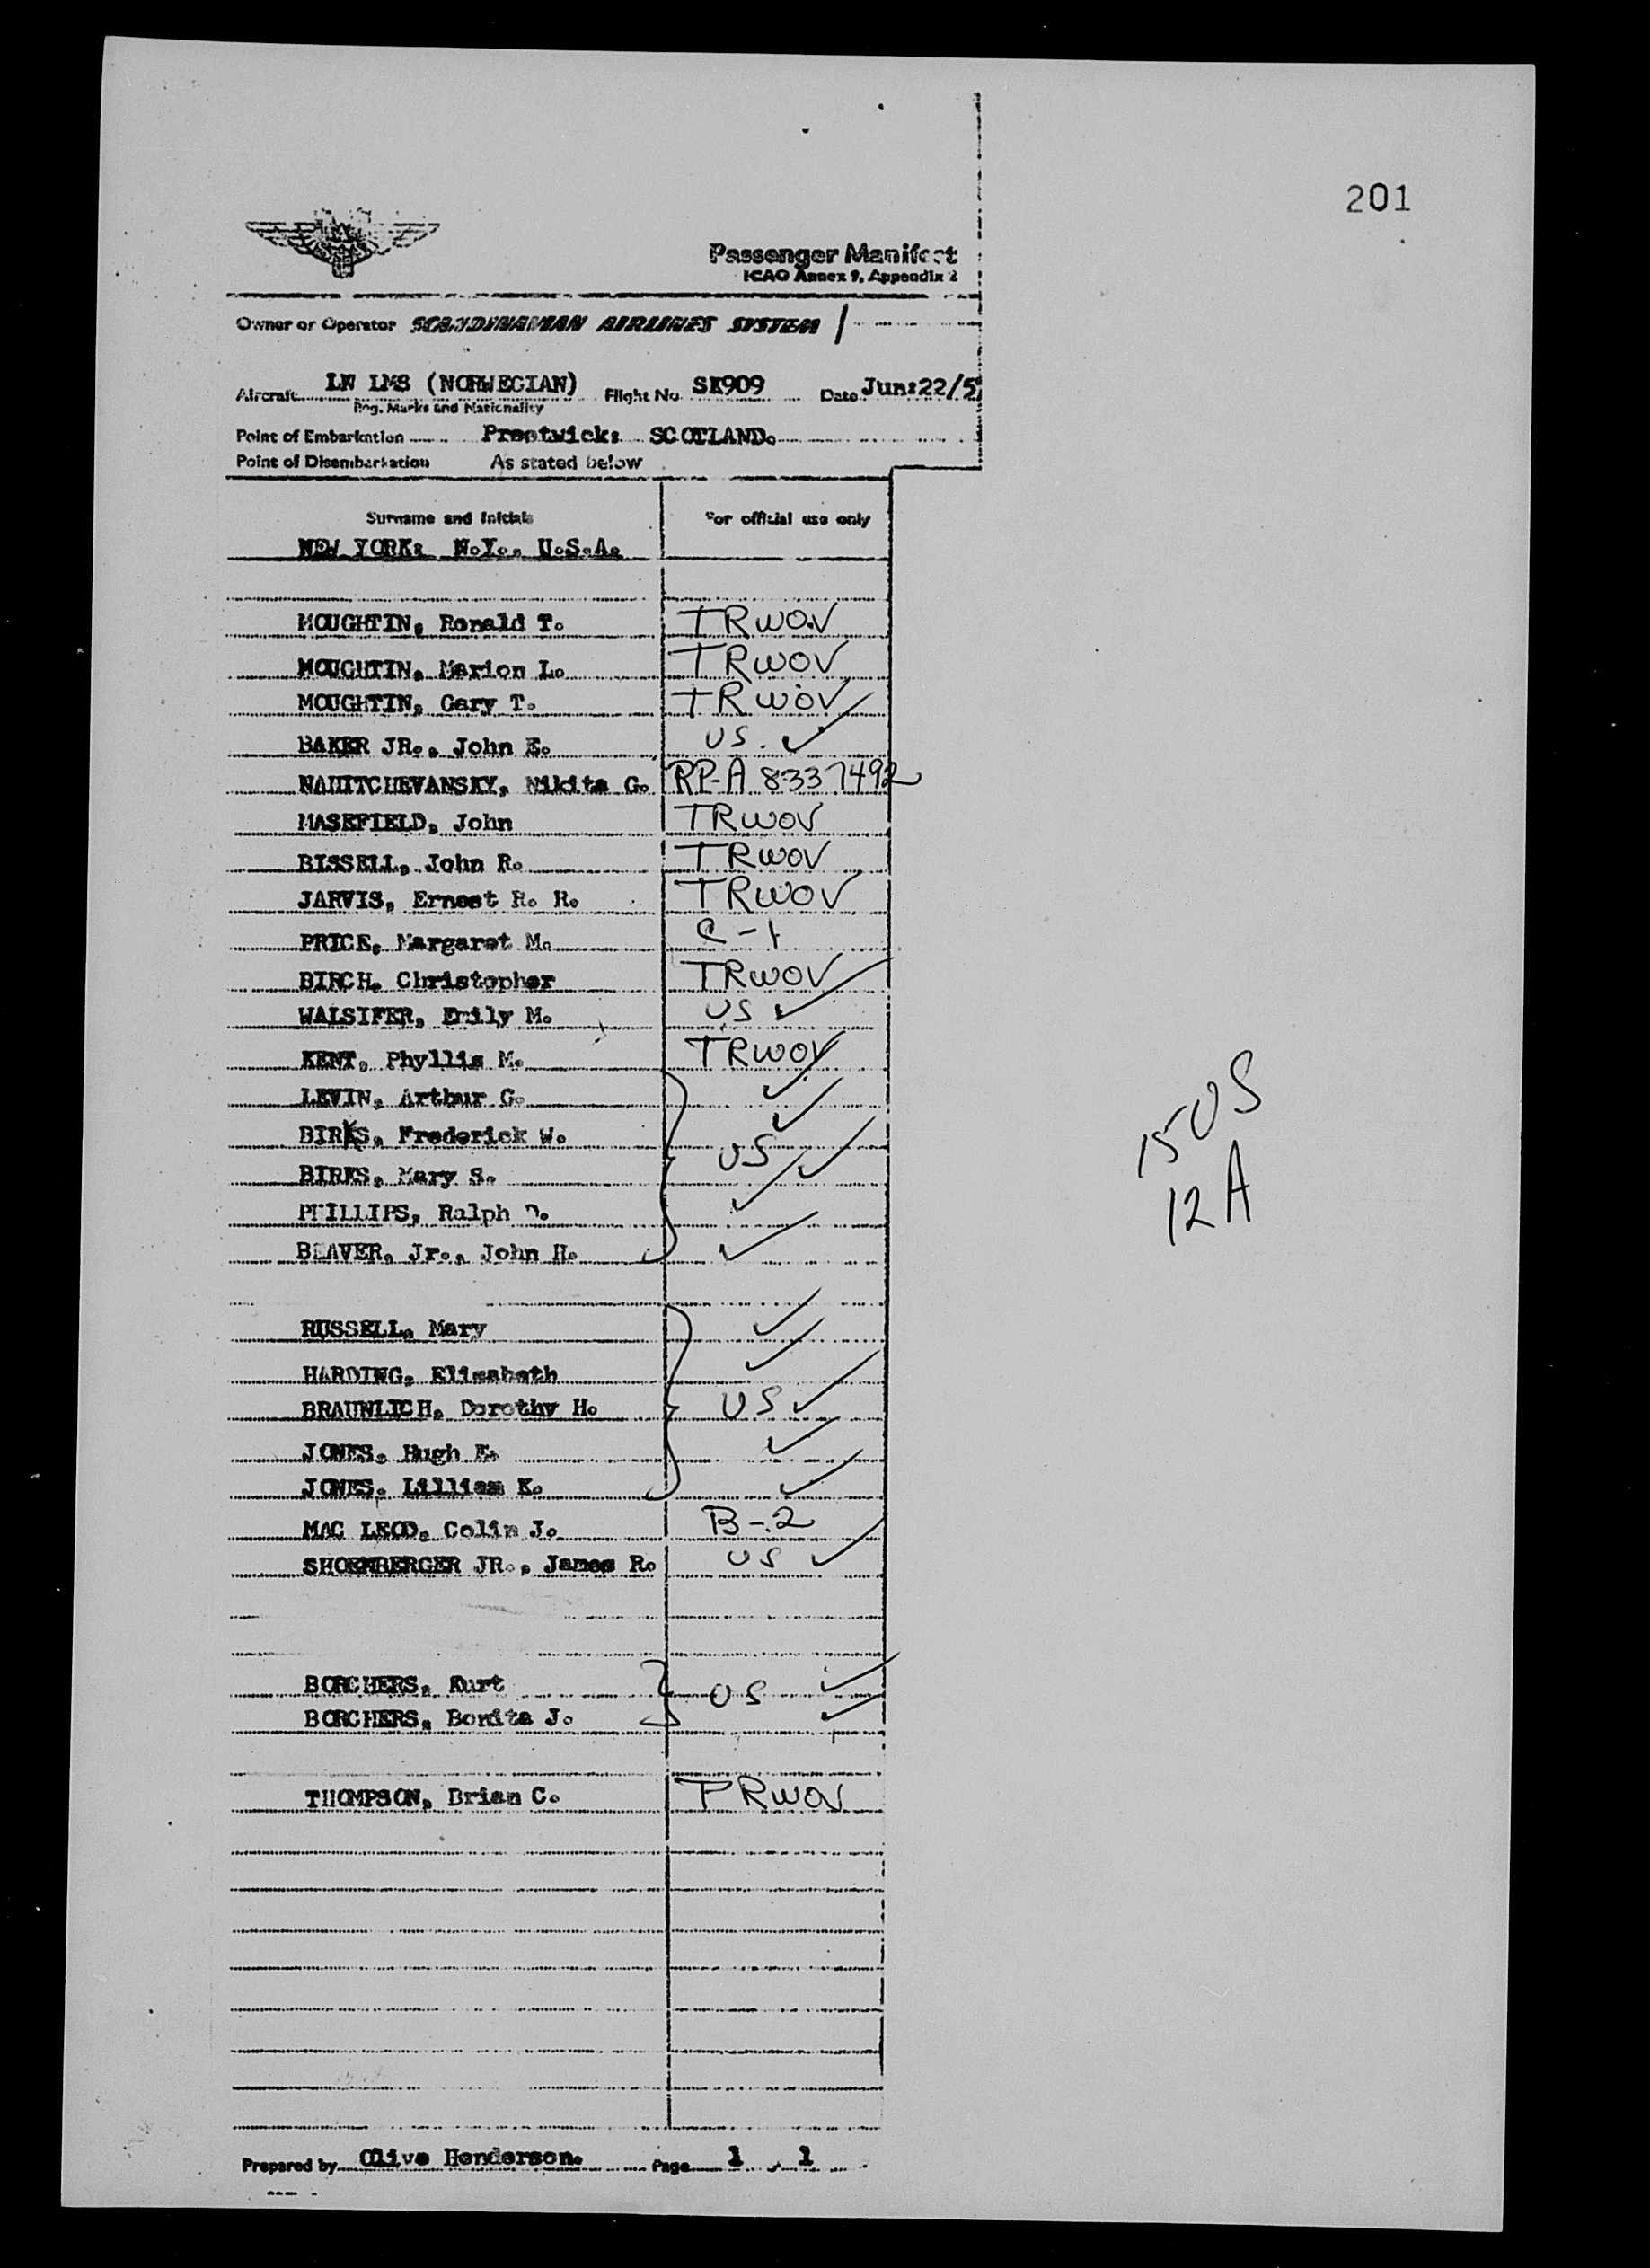 201
Passenger Manifest
ICAO Annex 9, Appendix 2
Owner or Operator SCANDINAVIAN AIRLINES SYSTEM
Aircraft LN LMS (NORWEGIAN) Flight No. SK909 Date Jun:22/5
Reg. Marks and Nationality
Point of Embarkation Prestwick: SCOTLAND.
Point of Disembarkation As stated below
Surname and Initials For official use only
NEW YORK: N.Y., U.S.A.
MOUGHTIN, Ronald T. TRWOV
MOUGHTIN, Marion L. TRWOV
MOUGHTIN, Gary T. TRWOV
BAKER JR., John E. US. ✓
NAHITCHEVANSKY, Nikita G. RP-A 8337492
MASEFIELD, John TRWOV
BISSELL, John R. TRWOV
JARVIS, Ernest R. H. TRWOV
PRICE, Margaret M. C-1
BIRCH, Christopher TRWOV
WALSIFER, Emily M. US ✓
KENT, Phyllis M. TRWOV
LEVIN, Arthur G. ✓
BIRKS, Frederick W. ✓
US
BIRKS, Mary S. ✓
PHILLIPS, Ralph D. ✓
BEAVER, Jr., John H. ✓
15 US
12 A
RUSSELL, Mary ✓
HARDING, Elisabeth ✓
BRAUNLICH, Dorothy H. US ✓
JONES, Hugh E. ✓
JONES, Lilliam K. ✓
MAC LEOD, Colin J. B-2
SHOEMBERGER JR., James R. US ✓
BORCHERS, Kurt US ✓
BORCHERS, Bonita J. ✓
THOMPSON, Brian C. TRWOV
Prepared by Olive Henderson. Page 1 1